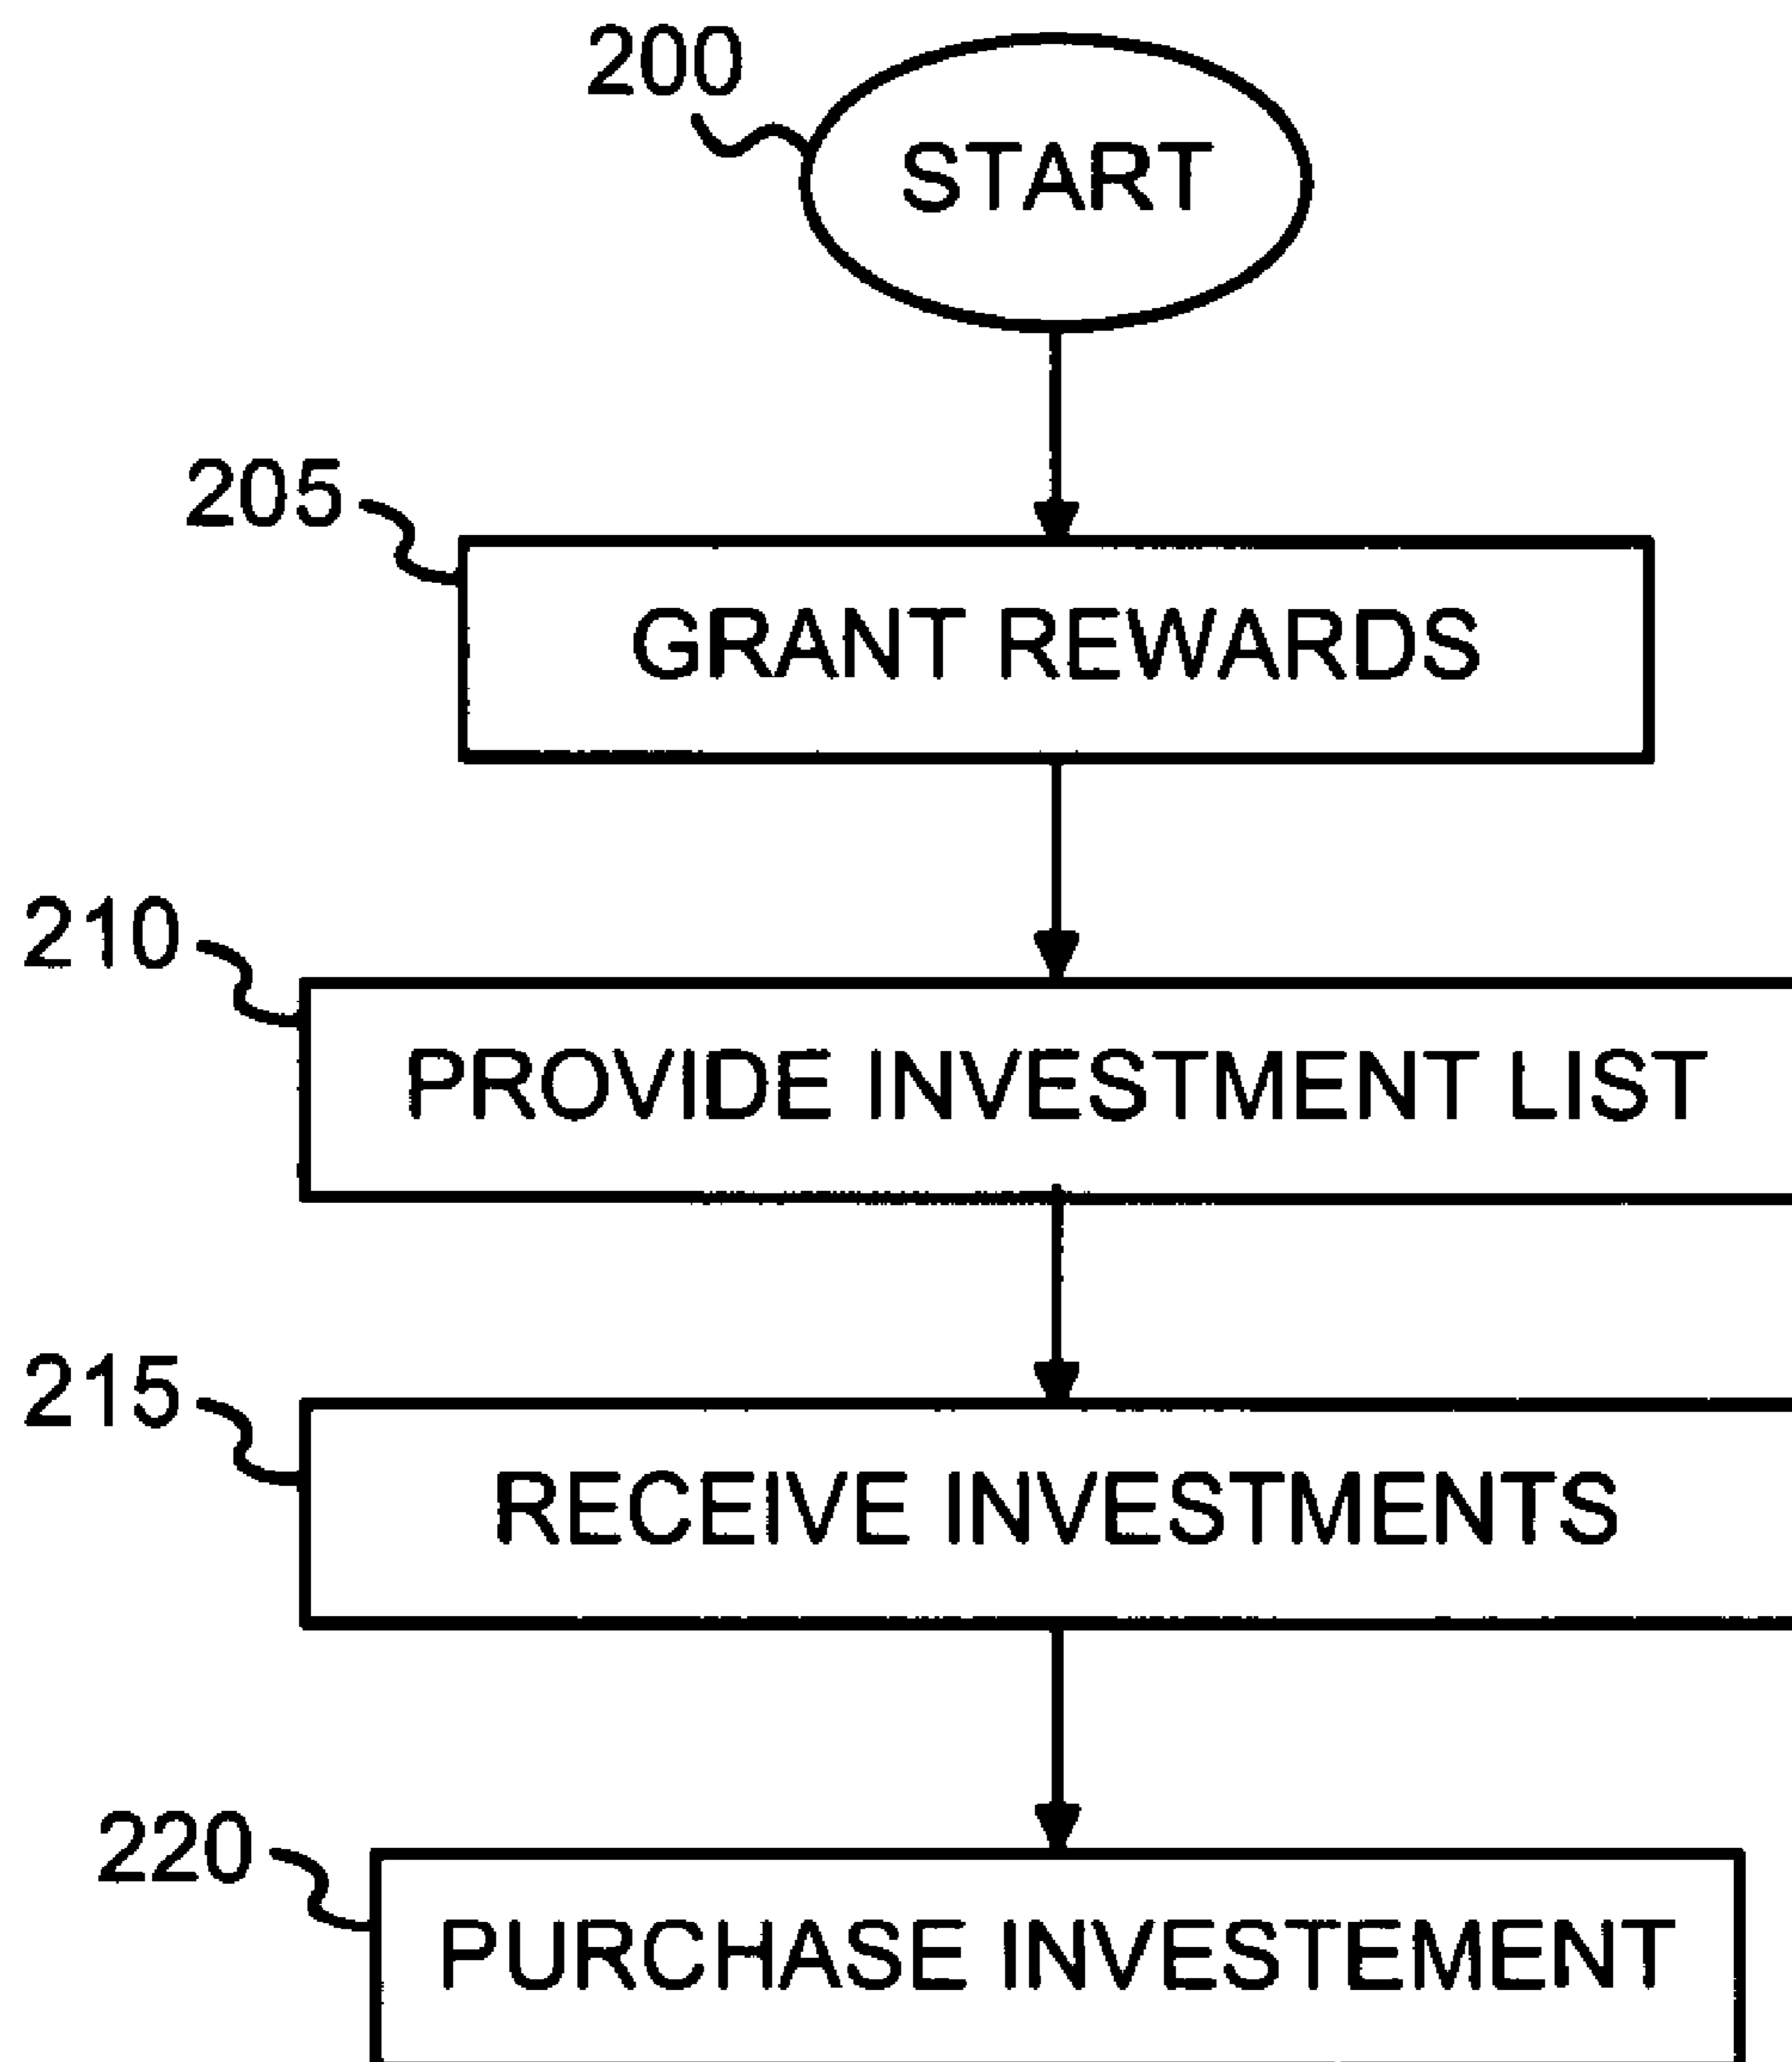 200
START
205
GRANT REWARDS
210
PROVIDE INVESTMENT LIST
215
RECEIVE INVESTMENTS
220
PURCHASE INVESTEMENT